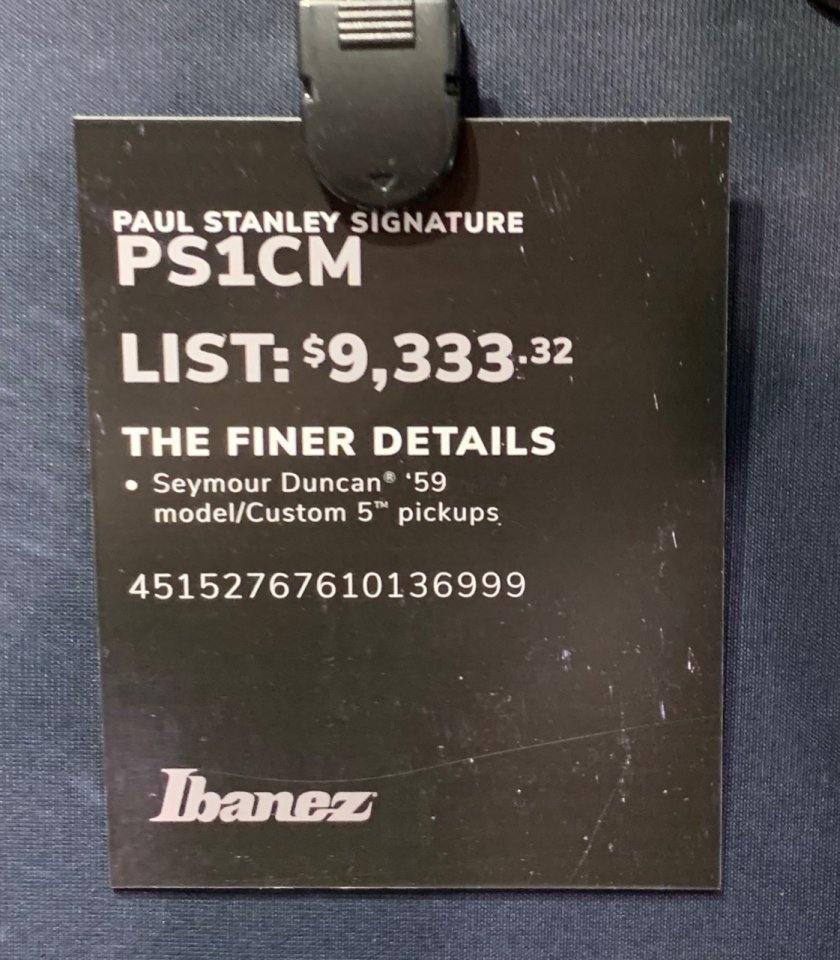 PAUL STANLEY SIGNATURE
PS1CM
LIST: $9,333.32
THE FINER DETAILS
• Seymour Duncan® ‘59
model/Custom 5™ pickups
45152767610136999
Ibanez